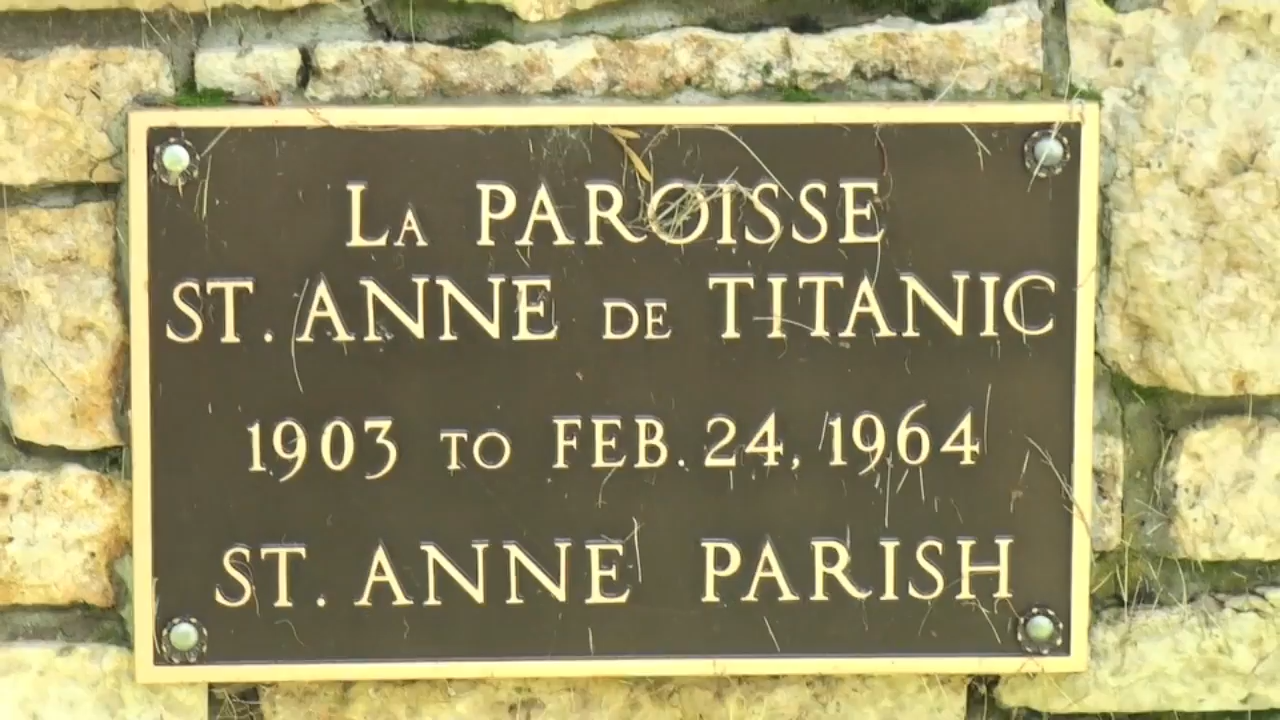 LA PAROISSE
ST. ANNE DE TITANIC
1903 TO FEB. 24, 1964
ST. ANNE PARISH